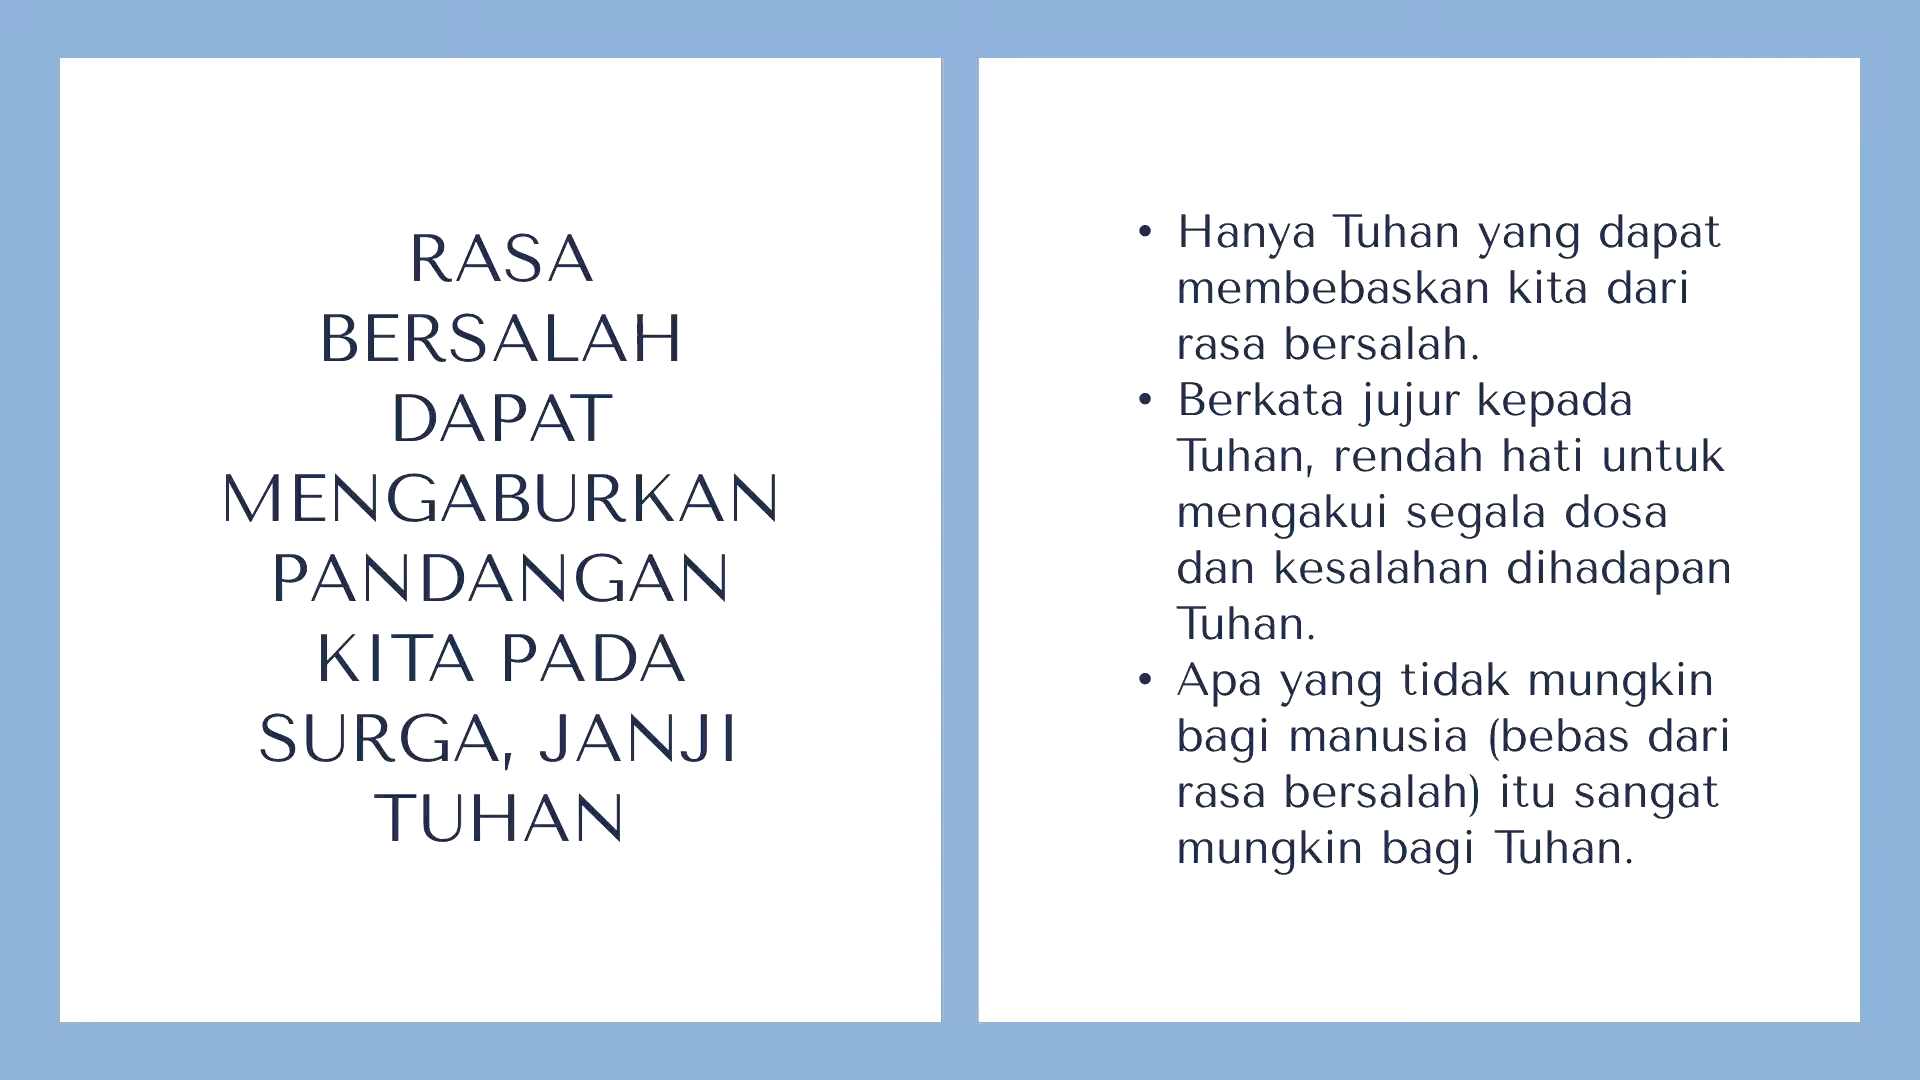 RASA
BERSALAH
DAPAT
MENGABURKAN
PANDANGAN
KITA PADA
SURGA, JANJI
TUHAN
• Hanya Tuhan yang dapat
membebaskan kita dari
rasa bersalah.
• Berkata jujur kepada
Tuhan, rendah hati untuk
mengakui segala dosa
dan kesalahan dihadapan
Tuhan.
• Apa yang tidak mungkin
bagi manusia (bebas dari
rasa bersalah) itu sangat
mungkin bagi Tuhan.